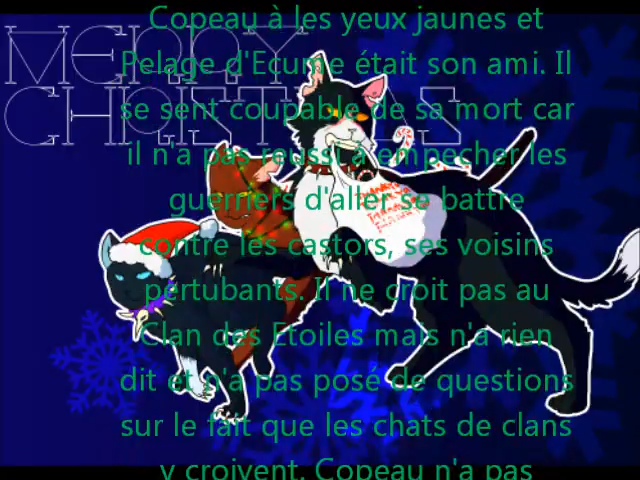 MERRY
CHRISTMAS
Copeau à les yeux jaunes et
Pelage d'Ecume était son ami. Il
se sent coupable de sa mort car
il n'a pas reussi à empecher les
guerriers d'aller se battre
contre les castors, ses voisins
pertubants. Il ne croit pas au
Clan des Etoiles mais n'a rien
dit et n'a pas posé de questions
sur le fait que les chats de clans
y croivent. Copeau n'a pas